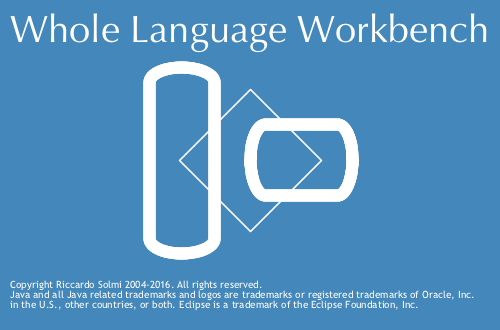 Whole Language Workbench
Copyright Riccardo Solmi 2004-2016. All rights reserved.
Java and all Java related trademarks and logos are trademarks or registered trademarks of Oracle, Inc.
in the U.S., other countries, or both. Eclipse is a trademark of the Eclipse Foundation, Inc.